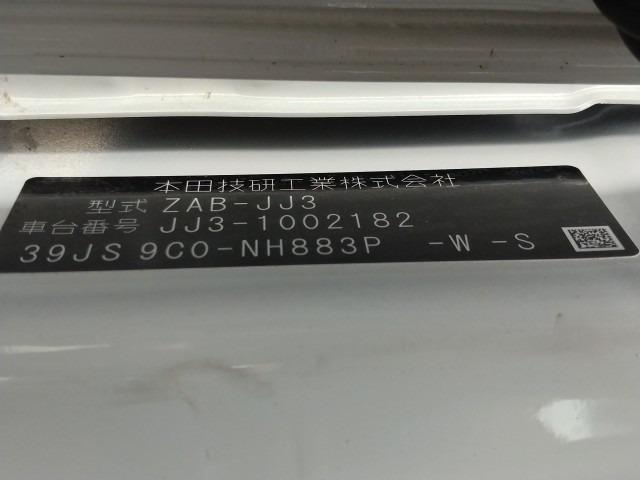 本田技研工業株式会社
型式 ZAB-JJ3
車台番号 JJ3-1002182
39JS 9C0-NH883P -W -S